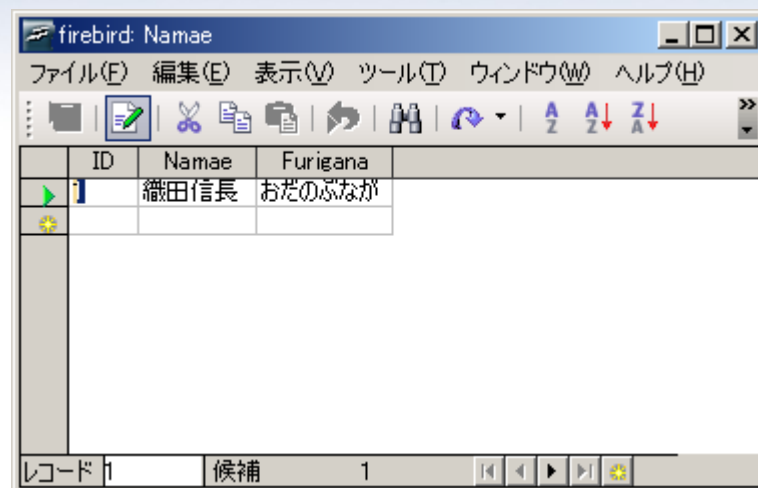 firebird: Namae
ファイル(F) 編集(E) 表示(V) ツール(T) ウィンドウ(W) ヘルプ(H)
ID Namae Furigana
1 織田信長 おだのぶなが
レコード 1 候補 1